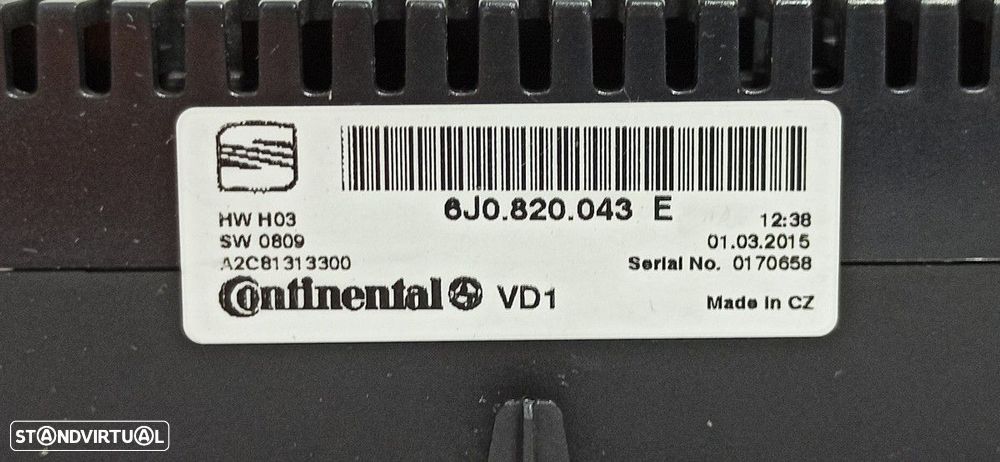 6J0.820.043 E
HW H03
12:38
SW 0809
01.03.2015
A2C81313300
Serial No. 0170658
Continental VD1
Made in CZ
STANDVIRTUAL